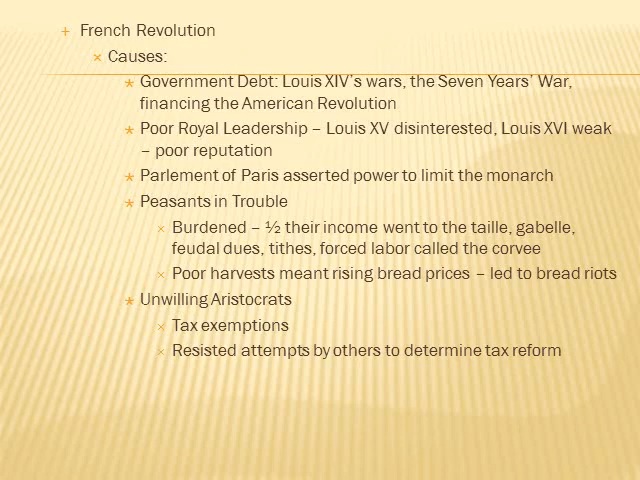 French Revolution
Causes:
Government Debt: Louis XIV's wars, the Seven Years' War,
financing the American Revolution
Poor Royal Leadership – Louis XV disinterested, Louis XVI weak
– poor reputation
Parlement of Paris asserted power to limit the monarch
Peasants in Trouble
Burdened – ½ their income went to the taille, gabelle,
feudal dues, tithes, forced labor called the corvee
Poor harvests meant rising bread prices – led to bread riots
Unwilling Aristocrats
Tax exemptions
Resisted attempts by others to determine tax reform